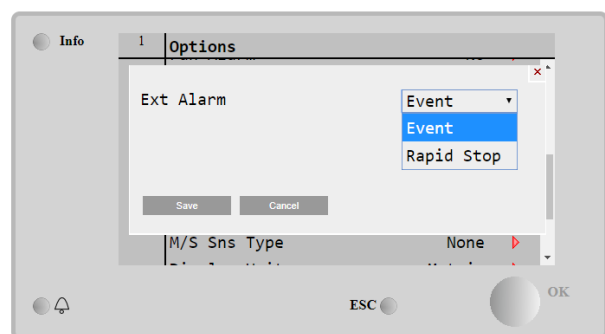 Info
1 Options
Ext Alarm Event
Event
Rapid Stop
Save Cancel
M/S Sns Type None
ESC
OK